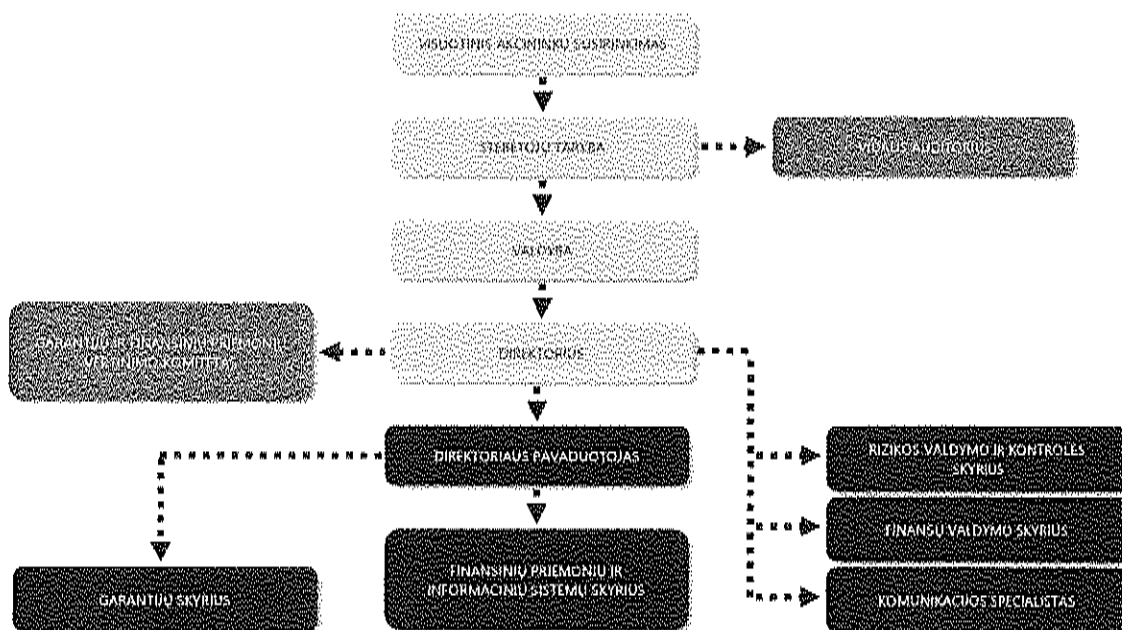 VISUOTINIS AKCININKŲ SUSIRINKIMAS
STEBĖTOJŲ TARYBA
VIDAUS AUDITORIUS
VALDYBA
GARANTIJŲ IR FINANSINIŲ PRIEMONIŲ
VERTINIMO KOMITETAI
DIREKTORIUS
DIREKTORIAUS PAVADUOTOJAS
RIZIKOS VALDYMO IR KONTROLĖS
SKYRIUS
FINANSŲ VALDYMO SKYRIUS
FINANSINIŲ PRIEMONIŲ IR
INFORMACINIŲ SISTEMŲ SKYRIUS
GARANTIJŲ SKYRIUS
KOMUNIKACIJOS SPECIALISTAS